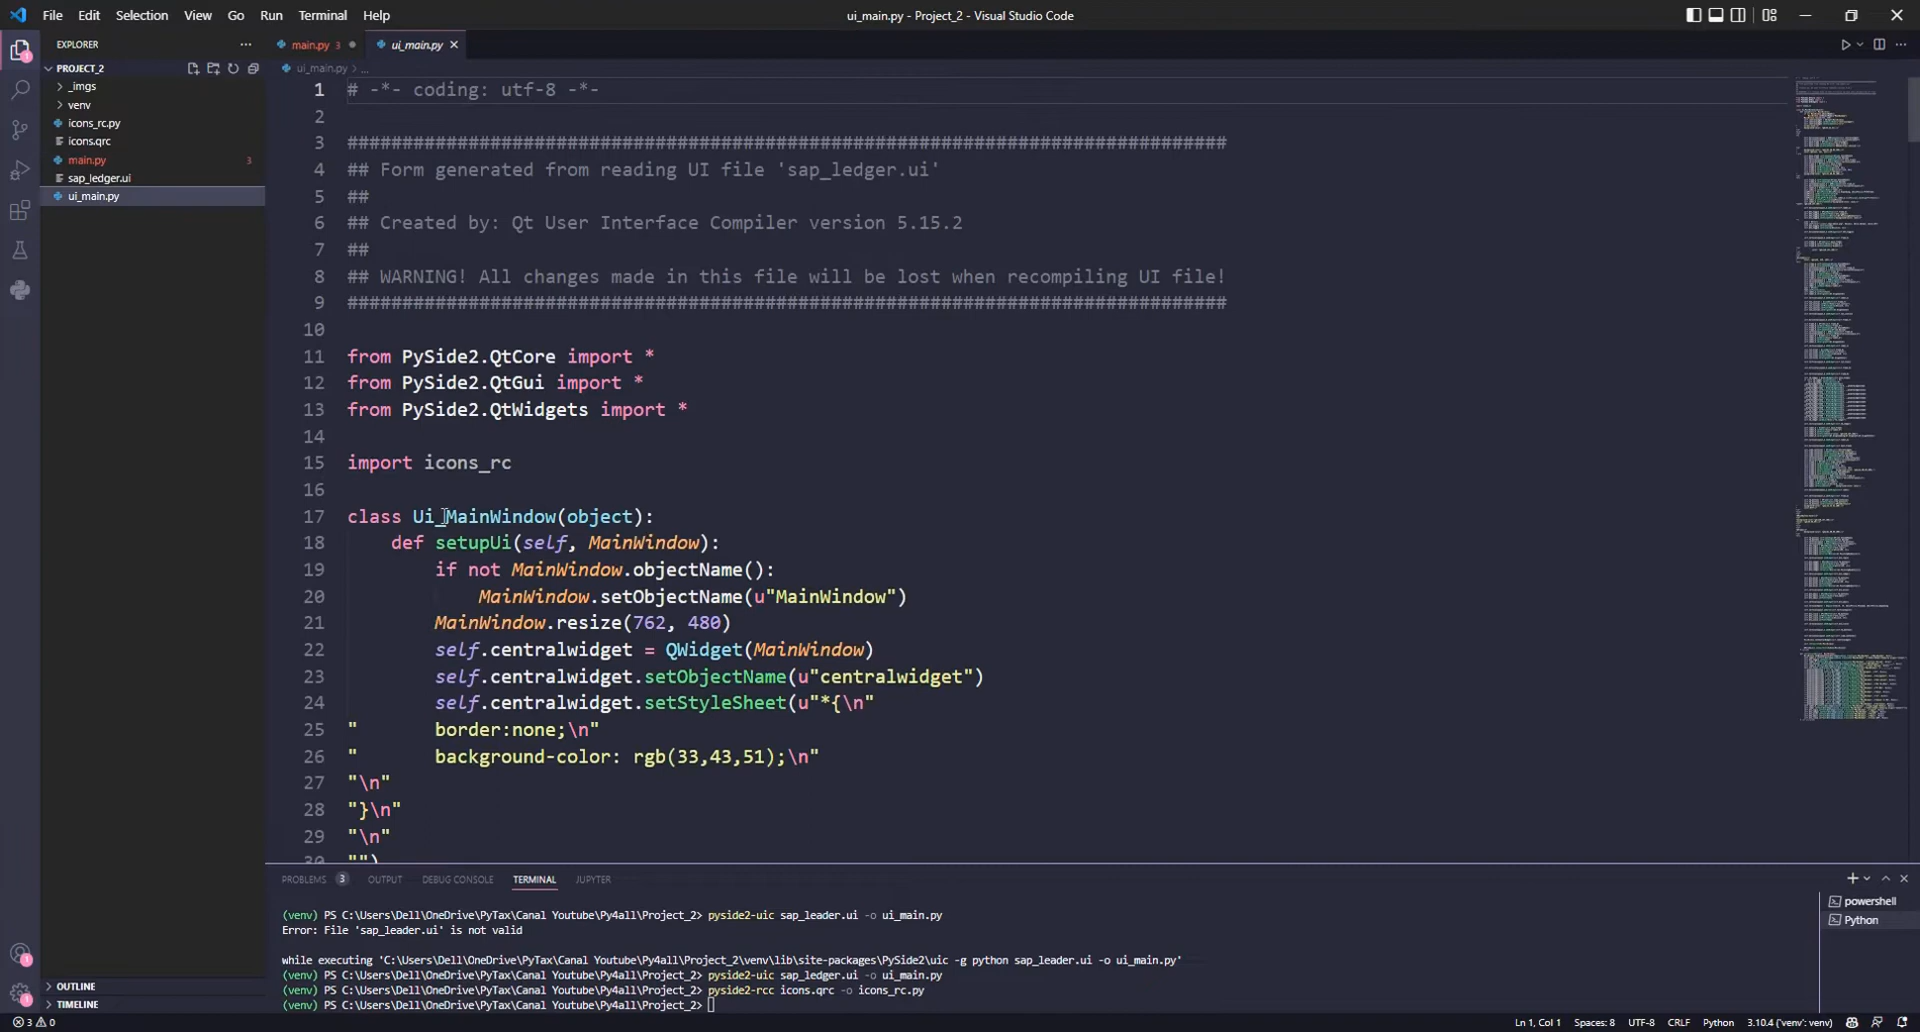 File Edit Selection View Go Run Terminal Help
ui_main.py - Project_2 - Visual Studio Code
EXPLORER
PROJECT_2
_imgs
venv
icons_rc.py
icons.qrc
main.py 3
sap_ledger.ui
ui_main.py
OUTLINE
TIMELINE
main.py 3
ui_main.py
ui_main.py > ...
1 # -*- coding: utf-8 -*-
2
3 ################################################################################
4 ## Form generated from reading UI file 'sap_ledger.ui'
5 ##
6 ## Created by: Qt User Interface Compiler version 5.15.2
7 ##
8 ## WARNING! All changes made in this file will be lost when recompiling UI file!
9 ################################################################################
10
11 from PySide2.QtCore import *
12 from PySide2.QtGui import *
13 from PySide2.QtWidgets import *
14
15 import icons_rc
16
17 class Ui_MainWindow(object):
18 def setupUi(self, MainWindow):
19 if not MainWindow.objectName():
20 MainWindow.setObjectName(u"MainWindow")
21 MainWindow.resize(762, 480)
22 self.centralwidget = QWidget(MainWindow)
23 self.centralwidget.setObjectName(u"centralwidget")
24 self.centralwidget.setStyleSheet(u"*{\n"
25 " border:none;\n"
26 " background-color: rgb(33,43,51);\n"
27 "\n"
28 "}\n"
29 "\n"
30 "")
PROBLEMS 3 OUTPUT DEBUG CONSOLE TERMINAL JUPYTER
(venv) PS C:\Users\Dell\OneDrive\PyTax\Canal Youtube\Py4all\Project_2> pyside2-uic sap_leader.ui -o ui_main.py
Error: File 'sap_leader.ui' is not valid
while executing 'C:\Users\Dell\OneDrive\PyTax\Canal Youtube\Py4all\Project_2\venv\lib\site-packages\PySide2\uic -g python sap_leader.ui -o ui_main.py'
(venv) PS C:\Users\Dell\OneDrive\PyTax\Canal Youtube\Py4all\Project_2> pyside2-uic sap_ledger.ui -o ui_main.py
(venv) PS C:\Users\Dell\OneDrive\PyTax\Canal Youtube\Py4all\Project_2> pyside2-rcc icons.qrc -o icons_rc.py
(venv) PS C:\Users\Dell\OneDrive\PyTax\Canal Youtube\Py4all\Project_2>
powershell
Python
3 0
Ln 1, Col 1 Spaces: 8 UTF-8 CRLF Python 3.10.4 ('venv': venv)